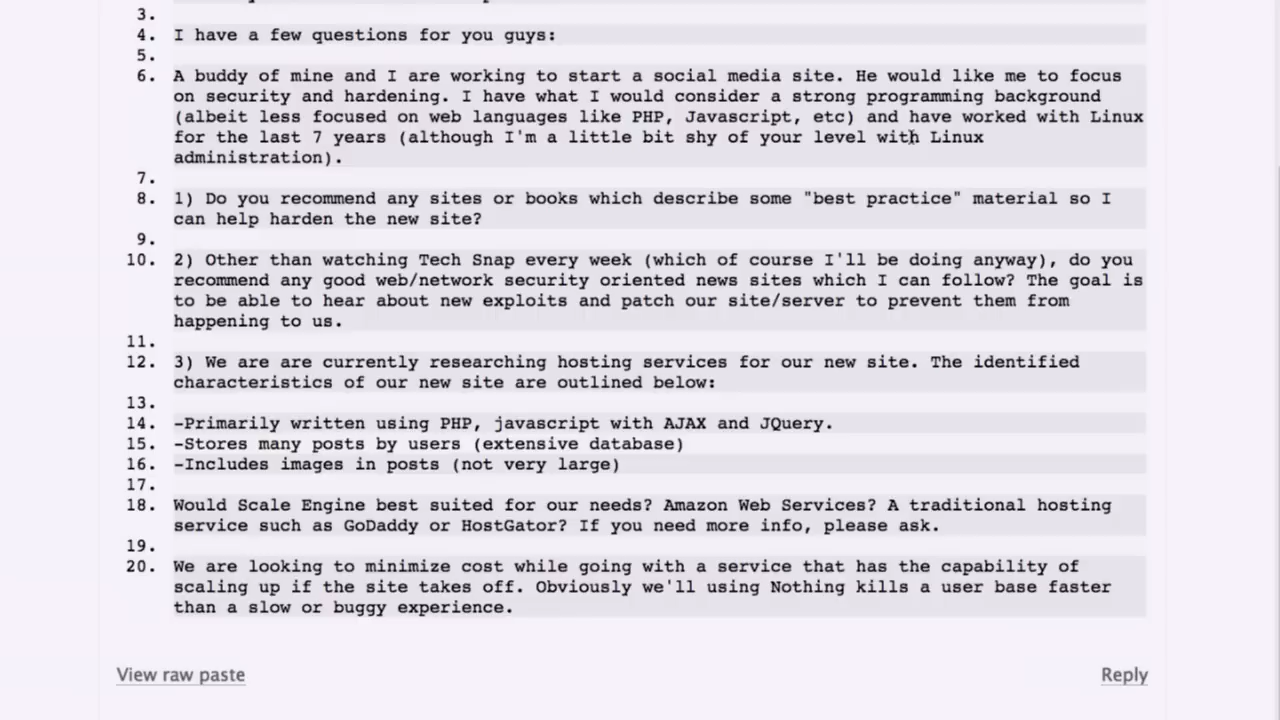 3.
4. I have a few questions for you guys:
5.
6. A buddy of mine and I are working to start a social media site. He would like me to focus
on security and hardening. I have what I would consider a strong programming background
(albeit less focused on web languages like PHP, Javascript, etc) and have worked with Linux
for the last 7 years (although I'm a little bit shy of your level with Linux
administration).
7.
8. 1) Do you recommend any sites or books which describe some "best practice" material so I
can help harden the new site?
9.
10. 2) Other than watching Tech Snap every week (which of course I'll be doing anyway), do you
recommend any good web/network security oriented news sites which I can follow? The goal is
to be able to hear about new exploits and patch our site/server to prevent them from
happening to us.
11.
12. 3) We are are currently researching hosting services for our new site. The identified
characteristics of our new site are outlined below:
13.
14. -Primarily written using PHP, javascript with AJAX and JQuery.
15. -Stores many posts by users (extensive database)
16. -Includes images in posts (not very large)
17.
18. Would Scale Engine best suited for our needs? Amazon Web Services? A traditional hosting
service such as GoDaddy or HostGator? If you need more info, please ask.
19.
20. We are looking to minimize cost while going with a service that has the capability of
scaling up if the site takes off. Obviously we'll using Nothing kills a user base faster
than a slow or buggy experience.
View raw paste
Reply